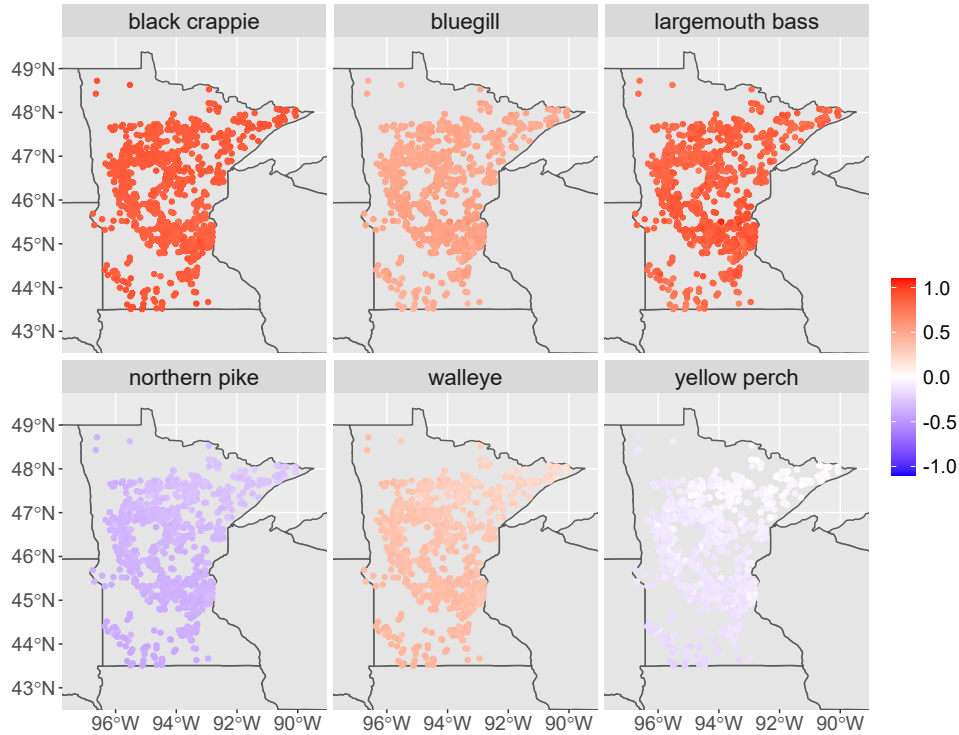 black crappie bluegill largemouth bass
49°N
48°N
47°N
46°N
45°N
44°N
43°N
northern pike walleye yellow perch
49°N
48°N
47°N
46°N
45°N
44°N
43°N
96°W 94°W 92°W 90°W 96°W 94°W 92°W 90°W 96°W 94°W 92°W 90°W
1.0
0.5
0.0
-0.5
-1.0